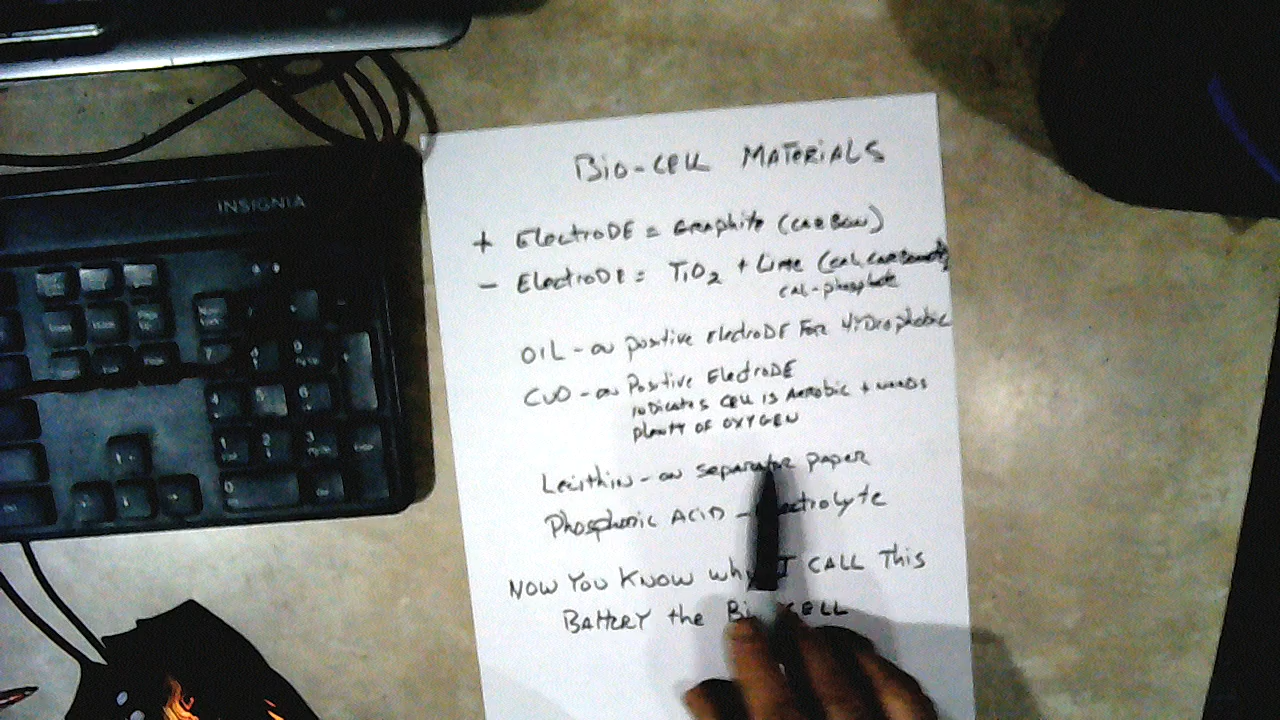 INSIGNIA
Bio-CELL MATERIALS
+ ElectroDE = GRAphite (CARBON)
- ElectroDE = TiO2 + Lime (cal. carbonate)
cal-phosphate
OIL - on positive electroDE For HYDrophobic
CuO - on Positive ElectroDE
indicates CELL is AErobic + needs
plenty OF OXYGEN
Lecithin - on separator paper
Phosphoric ACiD -
NOW YOU KNOW why I CALL This
BATTERY the CELL